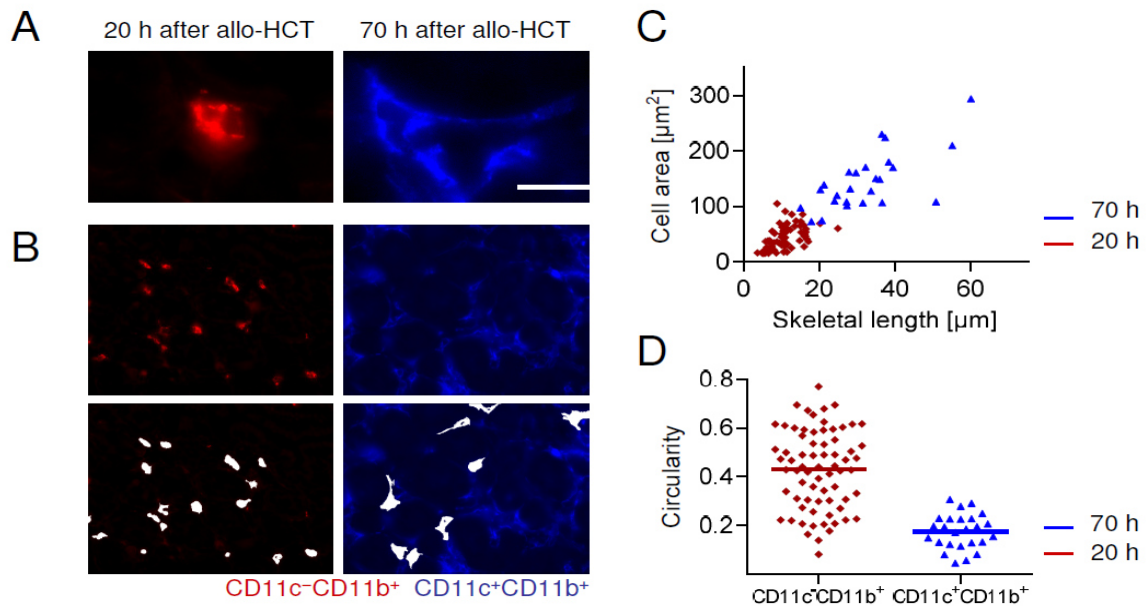 A
20 h after allo-HCT 70 h after allo-HCT
B
CD11c⁻CD11b⁺ CD11c⁺CD11b⁺
C
Cell area [µm²]
300
200
100
0
0 20 40 60
Skeletal length [µm]
70 h
20 h
D
Circularity
0.8
0.6
0.4
0.2
CD11c⁻CD11b⁺ CD11c⁺CD11b⁺
70 h
20 h